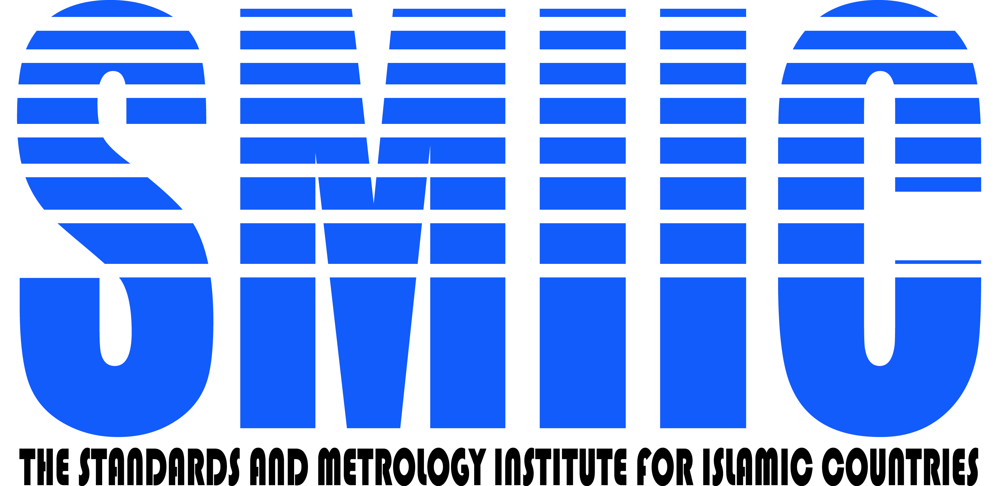 SMIIC
THE STANDARDS AND METROLOGY INSTITUTE FOR ISLAMIC COUNTRIES